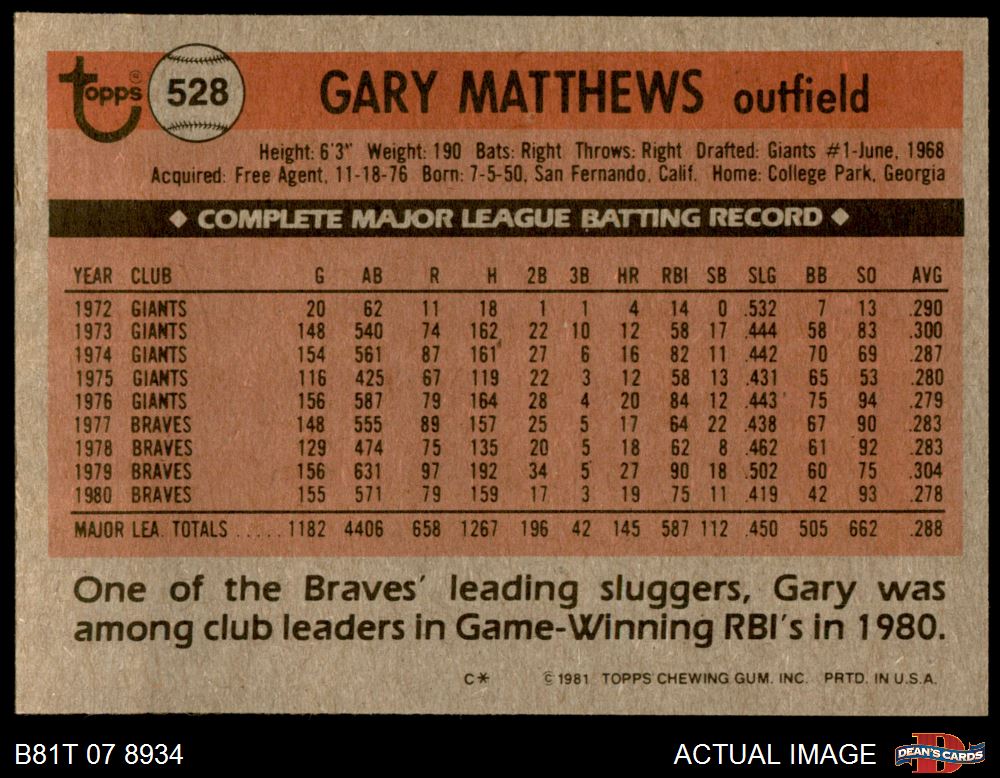 Topps® 528 GARY MATTHEWS outfield
Height: 6'3" Weight: 190 Bats: Right Throws: Right Drafted: Giants #1-June, 1968
Acquired: Free Agent, 11-18-76 Born: 7-5-50, San Fernando, Calif. Home: College Park, Georgia
◆ COMPLETE MAJOR LEAGUE BATTING RECORD ◆
YEAR CLUB G AB R H 2B 3B HR RBI SB SLG BB SO AVG
1972 GIANTS 20 62 11 18 1 1 4 14 0 .532 7 13 .290
1973 GIANTS 148 540 74 162 22 10 12 58 17 .444 58 83 .300
1974 GIANTS 154 561 87 161 27 6 16 82 11 .442 70 69 .287
1975 GIANTS 116 425 67 119 22 3 12 58 13 .431 65 53 .280
1976 GIANTS 156 587 79 164 28 4 20 84 12 .443 75 94 .279
1977 BRAVES 148 555 89 157 25 5 17 64 22 .438 67 90 .283
1978 BRAVES 129 474 75 135 20 5 18 62 8 .462 61 92 .283
1979 BRAVES 156 631 97 192 34 5 27 90 18 .502 60 75 .304
1980 BRAVES 155 571 79 159 17 3 19 75 11 .419 42 93 .278
MAJOR LEA. TOTALS ..... 1182 4406 658 1267 196 42 145 587 112 .450 505 662 .288
One of the Braves' leading sluggers, Gary was
among club leaders in Game-Winning RBI's in 1980.
C* © 1981 TOPPS CHEWING GUM, INC. PRTD. IN U.S.A.
B81T 07 8934 ACTUAL IMAGE D DEAN'S CARDS